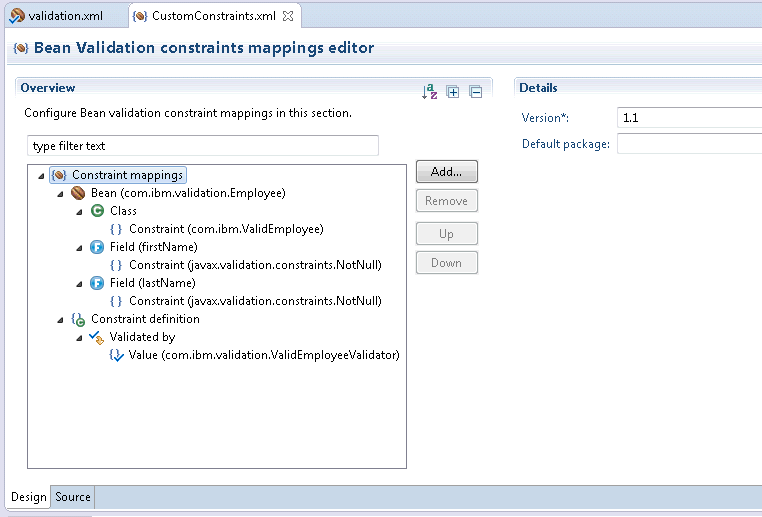 validation.xml
CustomConstraints.xml
Bean Validation constraints mappings editor
Overview
Configure Bean validation constraint mappings in this section.
type filter text
Constraint mappings
Bean (com.ibm.validation.Employee)
Class
Constraint (com.ibm.ValidEmployee)
Field (firstName)
Constraint (javax.validation.constraints.NotNull)
Field (lastName)
Constraint (javax.validation.constraints.NotNull)
Constraint definition
Validated by
Value (com.ibm.validation.ValidEmployeeValidator)
Add...
Remove
Up
Down
Details
Version*: 1.1
Default package:
Design Source